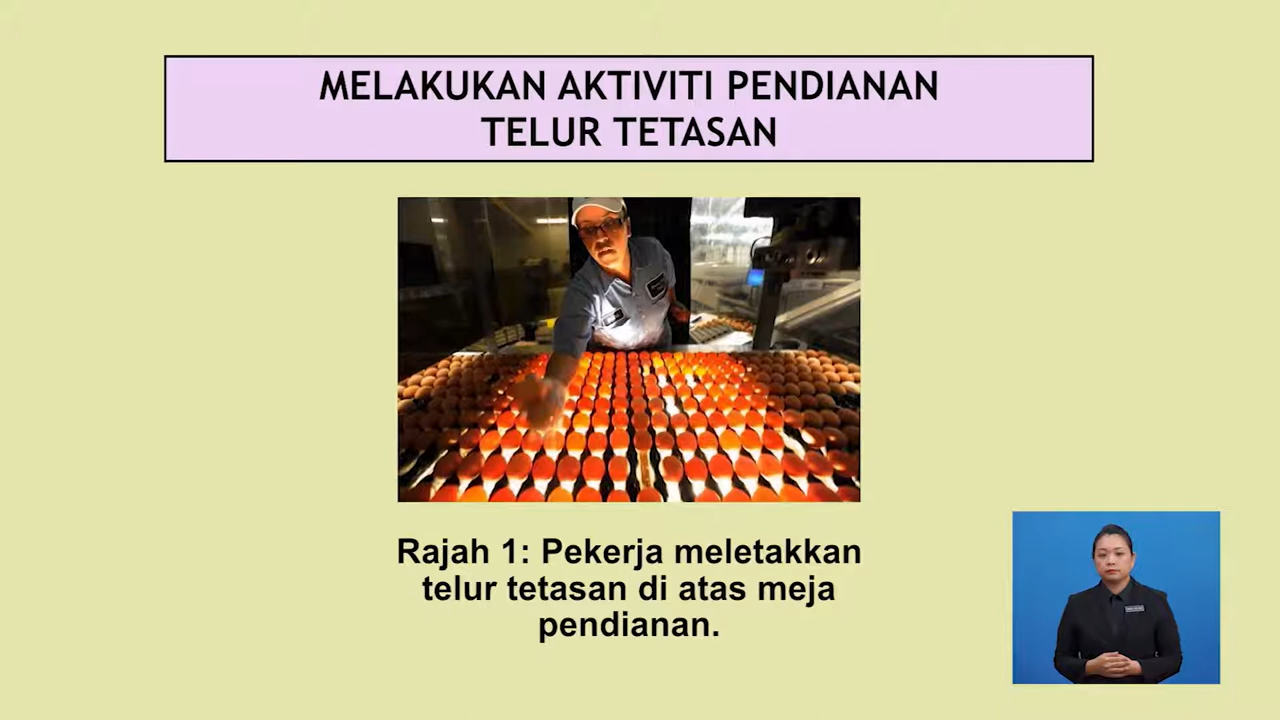 MELAKUKAN AKTIVITI PENDIANAN
TELUR TETASAN
Rajah 1: Pekerja meletakkan
telur tetasan di atas meja
pendianan.